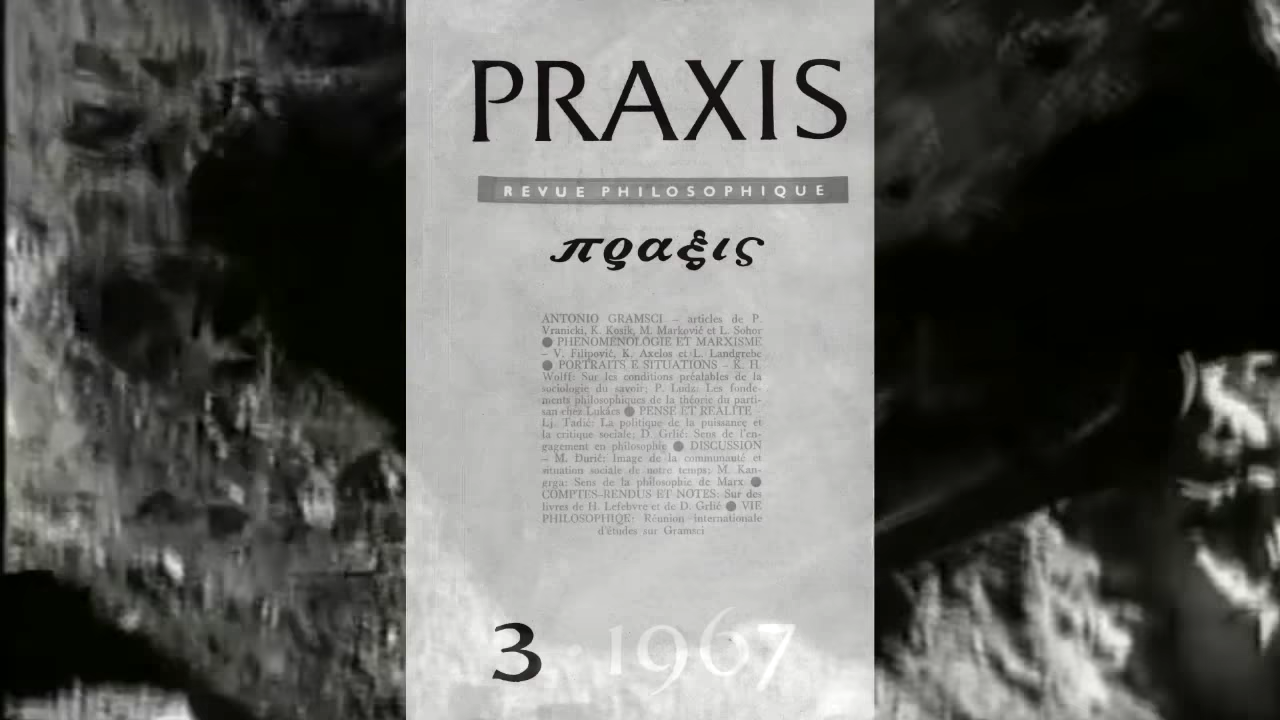 PRAXIS
REVUE PHILOSOPHIQUE
πραξις
ANTONIO GRAMSCI – articles de P.
Vranicki, K. Kosik, M. Markovič et L. Sohor
● PHENOMENOLOGIE ET MARXISME
– V. Filipovič, K. Axelos et L. Landgrebe
● PORTRAITS E SITUATIONS – K. H.
Wolff: Sur les conditions préalables de la
sociologie du savoir; P. Ludz: Les fonde-
ments philosophiques de la théorie du parti-
san chez Lukács ● PENSE ET REALITE –
Lj. Tadić: La politique de la puissance et
la critique sociale; D. Grlić: Sens de l'en-
gagement en philosophie ● DISCUSSION
– M. Đurić: Image de la communauté et
situation sociale de notre temps; M. Kan-
grga: Sens de la philosophie de Marx ●
COMPTES-RENDUS ET NOTES: Sur des
livres de H. Lefebvre et de D. Grlić ● VIE
PHILOSOPHIQE: Réunion internationale
d'études sur Gramsci
3 · 1967